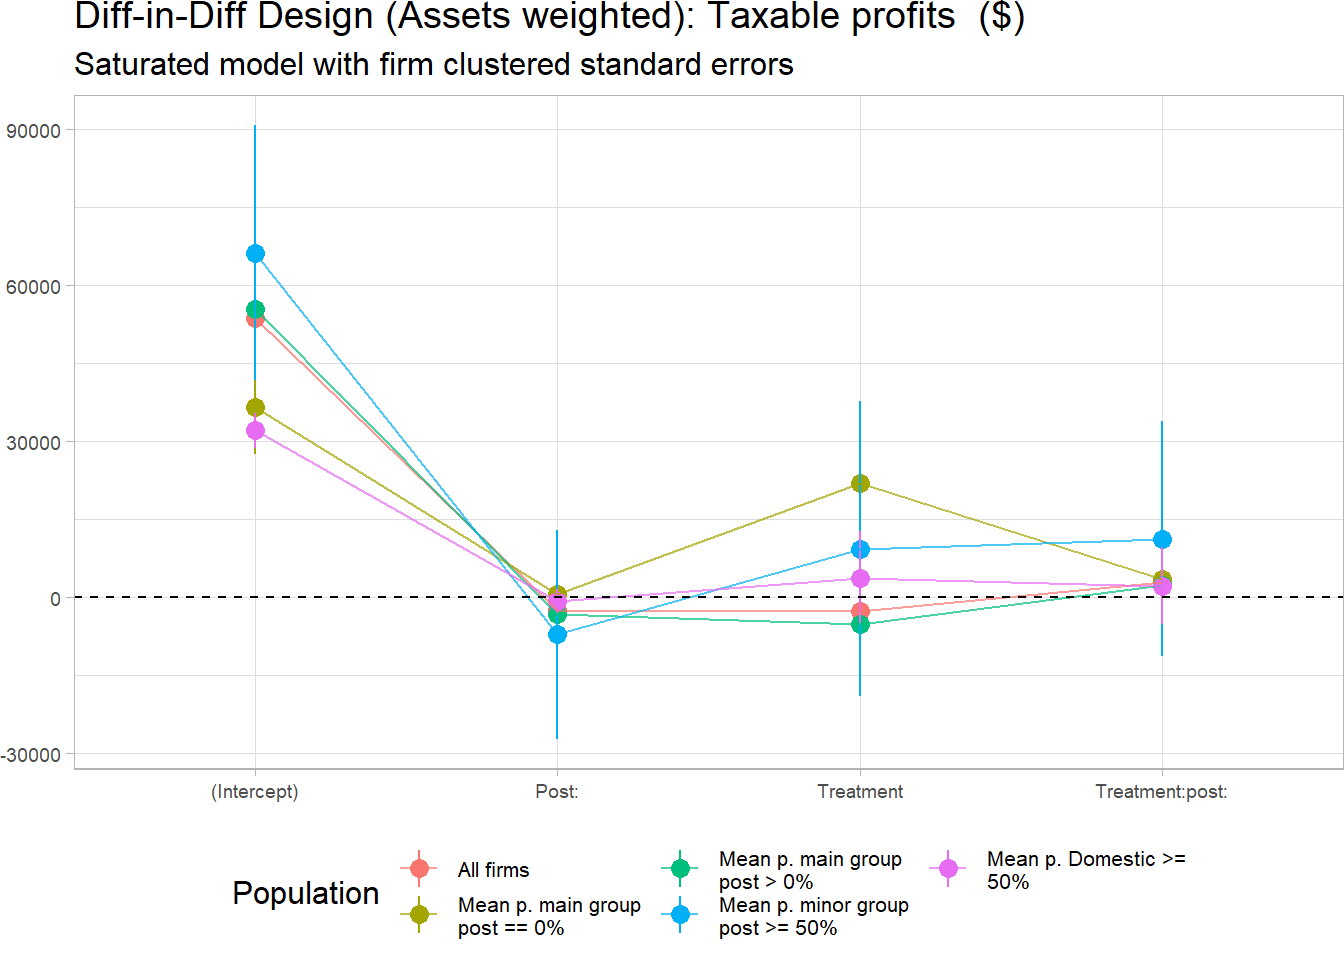 Diff-in-Diff Design (Assets weighted): Taxable profits  ($)
Saturated model with firm clustered standard errors
90000
60000
30000
0
-30000
(Intercept)
Post:
Treatment
Treatment:post:
Population
All firms
Mean p. main group
post == 0%
Mean p. main group
post > 0%
Mean p. minor group
post >= 50%
Mean p. Domestic >=
50%